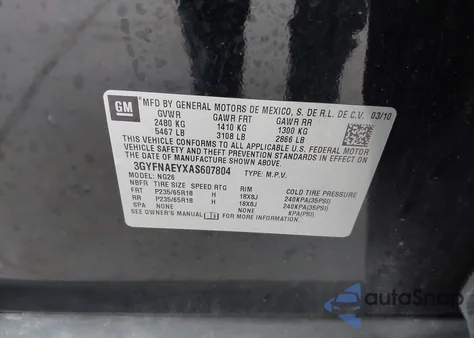 GM
MFD BY GENERAL MOTORS DE MEXICO, S. DE R.L. DE C.V. 03/10
GVWR GAWR FRT GAWR RR
2480 KG 1410 KG 1300 KG
5467 LB 3108 LB 2866 LB
THIS VEHICLE CONFORMS TO ALL APPLICABLE U.S. FEDERAL MOTOR
VEHICLE SAFETY AND THEFT PREVENTION STANDARDS IN EFFECT ON
THE DATE OF MANUFACTURE SHOWN ABOVE.
3GYFNAEYXAS607804 TYPE: M.P.V.
MODEL: NG26
NBFR TIRE SIZE SPEED RTG RIM COLD TIRE PRESSURE
FRT P235/65R18 H 18X8J 240KPA(35PSI)
RR P235/65R18 H 18X8J 240KPA(35PSI)
SPA NONE NONE KPA(PSI)
SEE OWNER'S MANUAL FOR MORE INFORMATION.
autoSnap